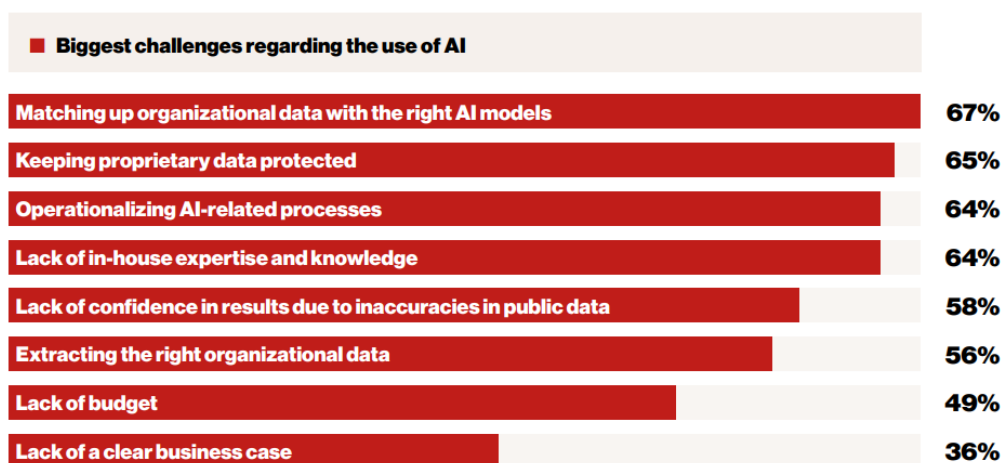 Biggest challenges regarding the use of AI
Matching up organizational data with the right AI models 67%
Keeping proprietary data protected 65%
Operationalizing AI-related processes 64%
Lack of in-house expertise and knowledge 64%
Lack of confidence in results due to inaccuracies in public data 58%
Extracting the right organizational data 56%
Lack of budget 49%
Lack of a clear business case 36%